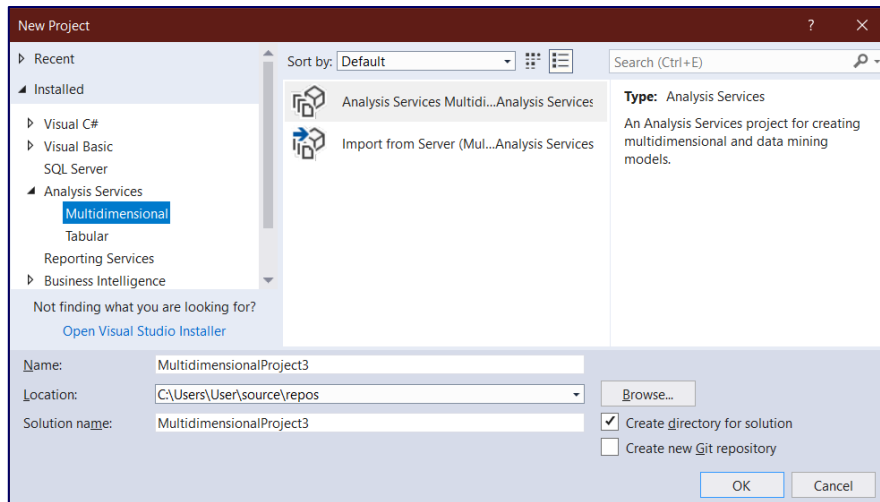 New Project
?
Recent
Installed
Visual C#
Visual Basic
SQL Server
Analysis Services
Multidimensional
Tabular
Reporting Services
Business Intelligence
Not finding what you are looking for?
Open Visual Studio Installer
Sort by: Default
Analysis Services Multidi...Analysis Services
Import from Server (Mul...Analysis Services
Search (Ctrl+E)
Type: Analysis Services
An Analysis Services project for creating
multidimensional and data mining
models.
Name: MultidimensionalProject3
Location: C:\Users\User\source\repos
Browse...
Solution name: MultidimensionalProject3
Create directory for solution
Create new Git repository
OK Cancel